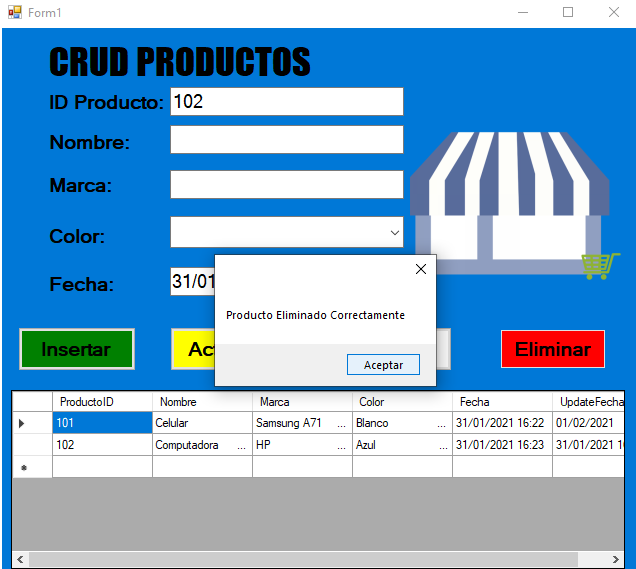 Form1
CRUD PRODUCTOS
ID Producto: 102
Nombre:
Marca:
Color:
Fecha: 31/01
Producto Eliminado Correctamente
Aceptar
Insertar
Eliminar
ProductoID Nombre Marca Color Fecha UpdateFecha
101 Celular Samsung A71 ... Blanco ... 31/01/2021 16:22 01/02/2021
102 Computadora ... HP ... Azul ... 31/01/2021 16:23 31/01/2021